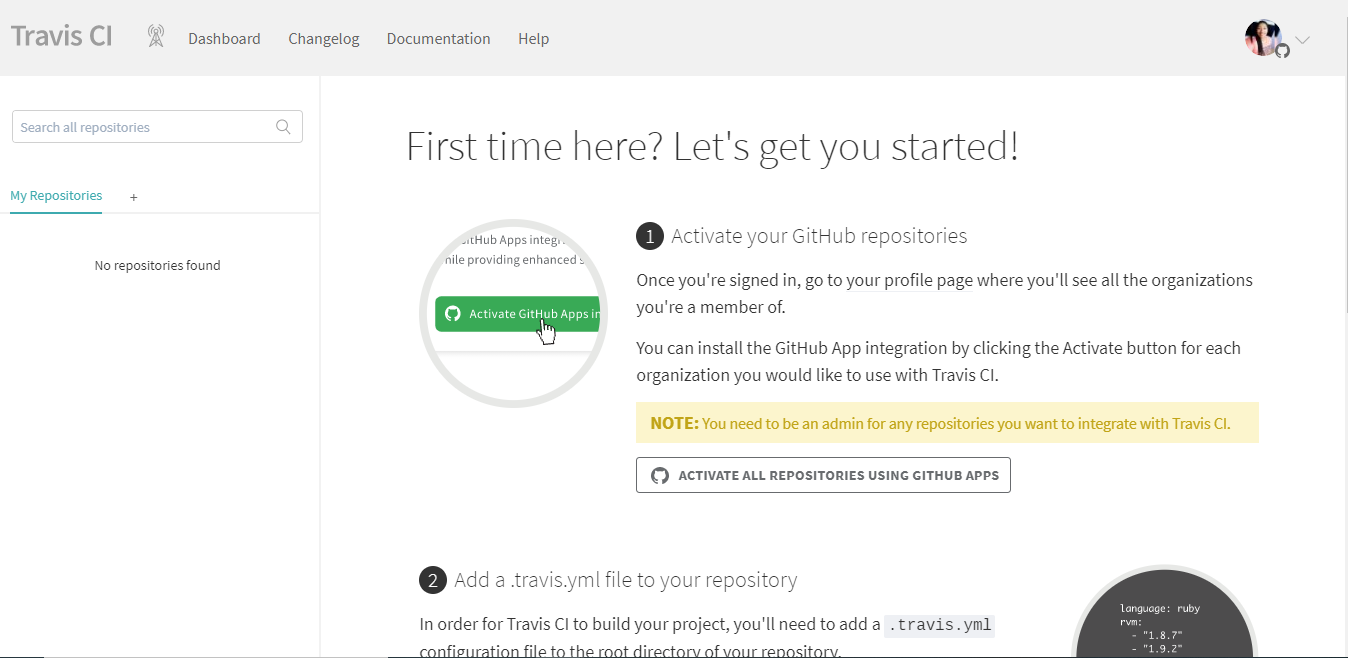 Travis CI
Dashboard
Changelog
Documentation
Help
Search all repositories
My Repositories
+
No repositories found
First time here? Let's get you started!
GitHub Apps integr
while providing enhanced s
Activate GitHub Apps in
1 Activate your GitHub repositories
Once you're signed in, go to your profile page where you'll see all the organizations
you're a member of.
You can install the GitHub App integration by clicking the Activate button for each
organization you would like to use with Travis CI.
NOTE: You need to be an admin for any repositories you want to integrate with Travis CI.
ACTIVATE ALL REPOSITORIES USING GITHUB APPS
2 Add a .travis.yml file to your repository
In order for Travis CI to build your project, you'll need to add a .travis.yml
configuration file to the root directory of your repository.
language: ruby
rvm:
- "1.8.7"
- "1.9.2"